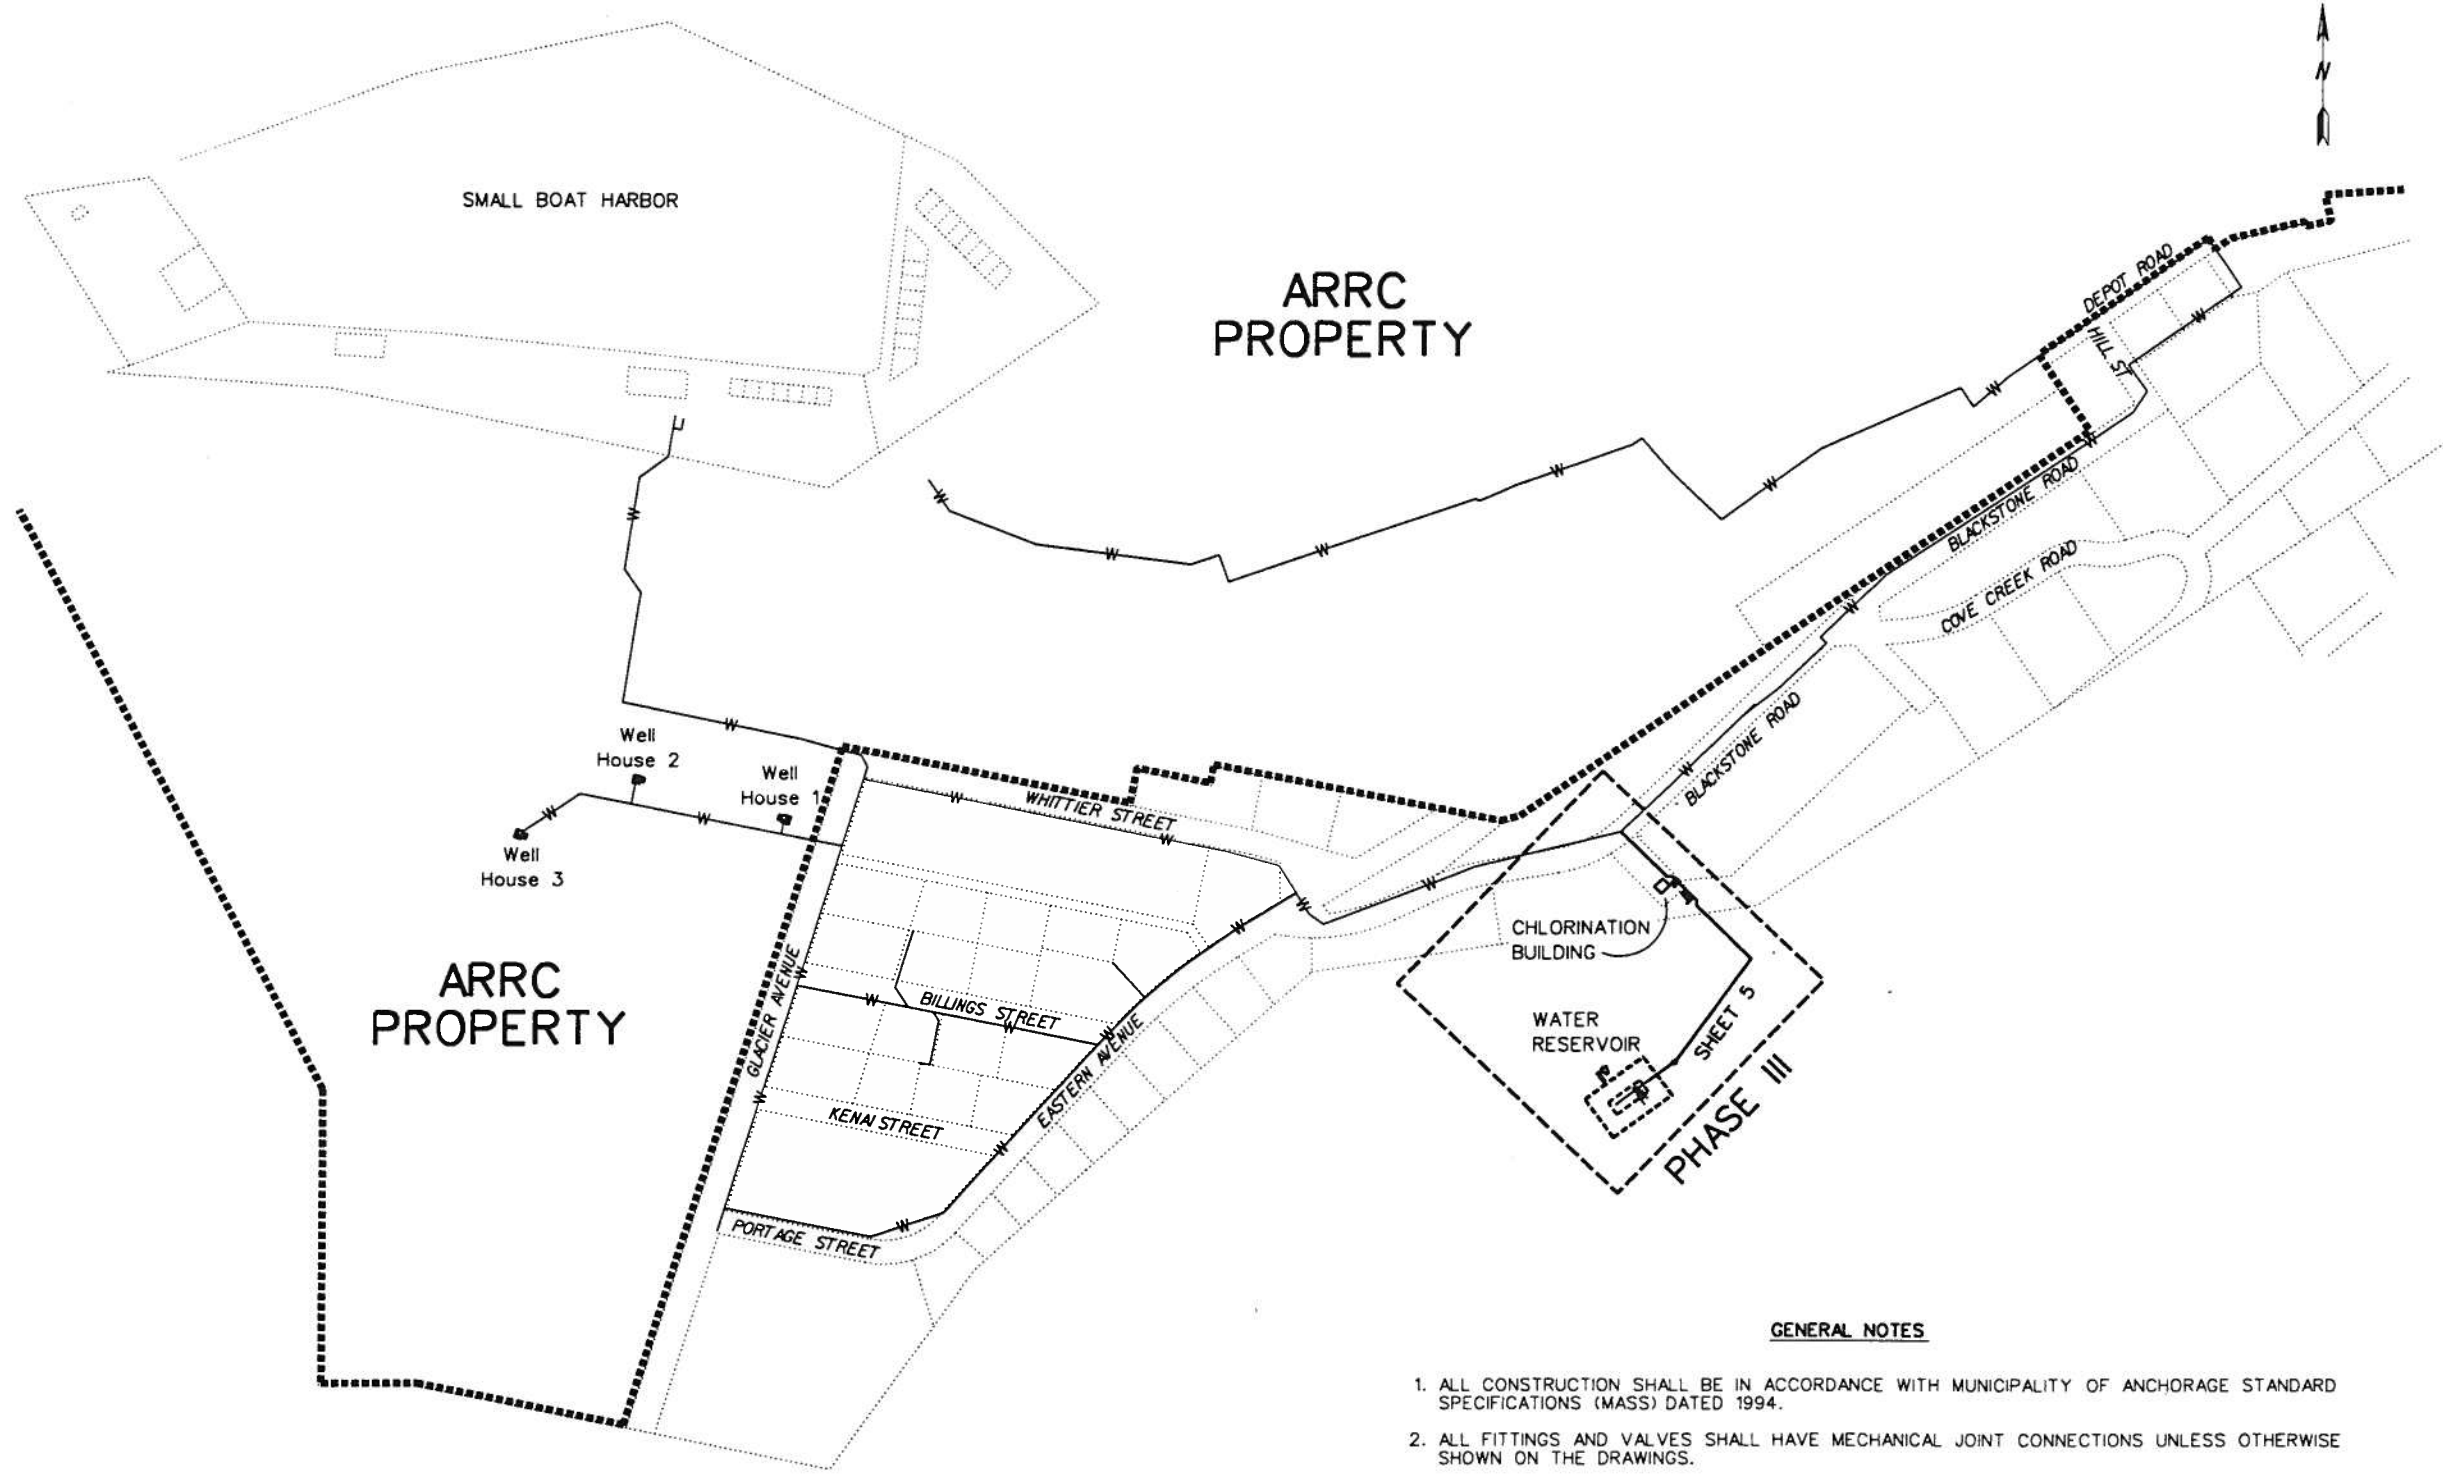 N
SMALL BOAT HARBOR
ARRC
PROPERTY
DEPOT ROAD
HILL ST
W
W
W
W
W
W
W
W
W
W
BLACKSTONE ROAD
COVE CREEK ROAD
W
BLACKSTONE ROAD
W
W
Well
House 2
Well
House 1
W
W
Well
House 3
W
WHITTIER STREET
W
W
W
W
CHLORINATION
BUILDING
ARRC
PROPERTY
GLACIER AVENUE
W
W
BILLINGS STREET
W
W
EASTERN AVENUE
WATER
RESERVOIR
SHEET 5
PHASE III
W
KENAI STREET
W
W
PORTAGE STREET
GENERAL NOTES
1. ALL CONSTRUCTION SHALL BE IN ACCORDANCE WITH MUNICIPALITY OF ANCHORAGE STANDARD
SPECIFICATIONS (MASS) DATED 1994.
2. ALL FITTINGS AND VALVES SHALL HAVE MECHANICAL JOINT CONNECTIONS UNLESS OTHERWISE
SHOWN ON THE DRAWINGS.